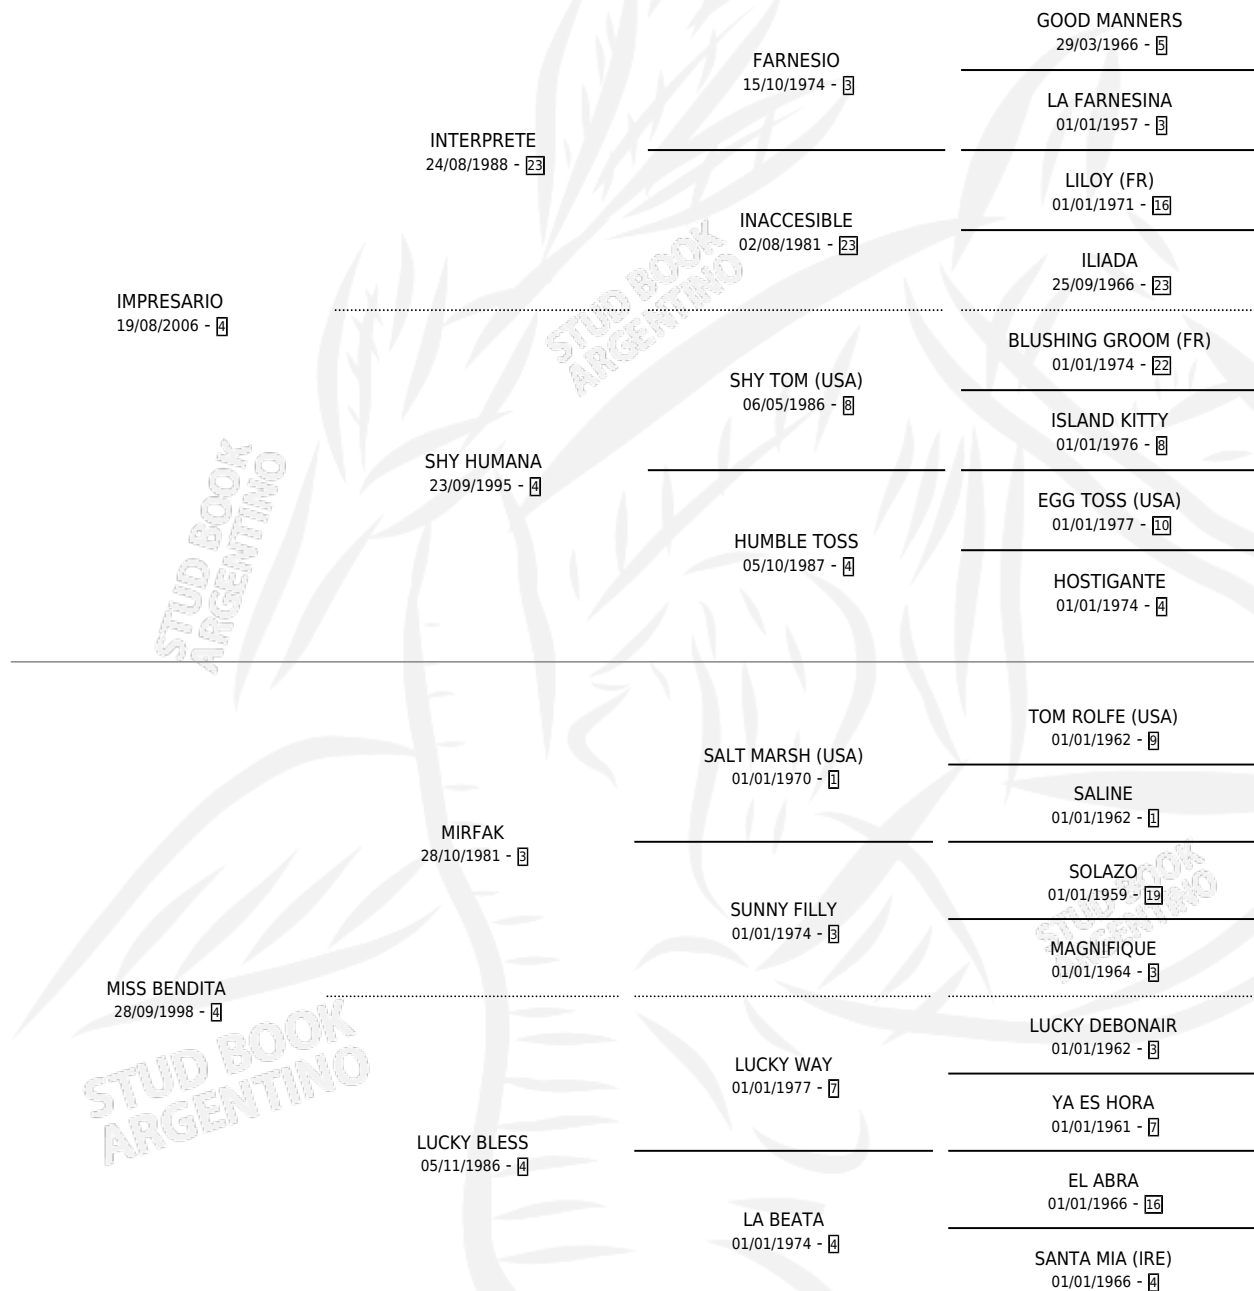 GOOD MANNERS
29/03/1966 - 5
FARNESIO
15/10/1974 - 3
LA FARNESINA
01/01/1957 - 3
INTERPRETE
24/08/1988 - 23
LILOY (FR)
01/01/1971 - 16
INACCESIBLE
02/08/1981 - 23
ILIADA
25/09/1966 - 23
IMPRESARIO
19/08/2006 - 4
BLUSHING GROOM (FR)
01/01/1974 - 22
SHY TOM (USA)
06/05/1986 - 8
ISLAND KITTY
01/01/1976 - 8
SHY HUMANA
23/09/1995 - 4
EGG TOSS (USA)
01/01/1977 - 10
HUMBLE TOSS
05/10/1987 - 4
HOSTIGANTE
01/01/1974 - 4
TOM ROLFE (USA)
01/01/1962 - 9
SALT MARSH (USA)
01/01/1970 - 1
SALINE
01/01/1962 - 1
MIRFAK
28/10/1981 - 3
SOLAZO
01/01/1959 - 19
SUNNY FILLY
01/01/1974 - 3
MAGNIFIQUE
01/01/1964 - 3
MISS BENDITA
28/09/1998 - 4
LUCKY DEBONAIR
01/01/1962 - 3
LUCKY WAY
01/01/1977 - 7
YA ES HORA
01/01/1961 - 7
LUCKY BLESS
05/11/1986 - 4
EL ABRA
01/01/1966 - 16
LA BEATA
01/01/1974 - 4
SANTA MIA (IRE)
01/01/1966 - 4
STUD BOOK
ARGENTINO
STUD BOOK
ARGENTINO
STUD BOOK
ARGENTINO
STUD BOOK
ARGENTINO